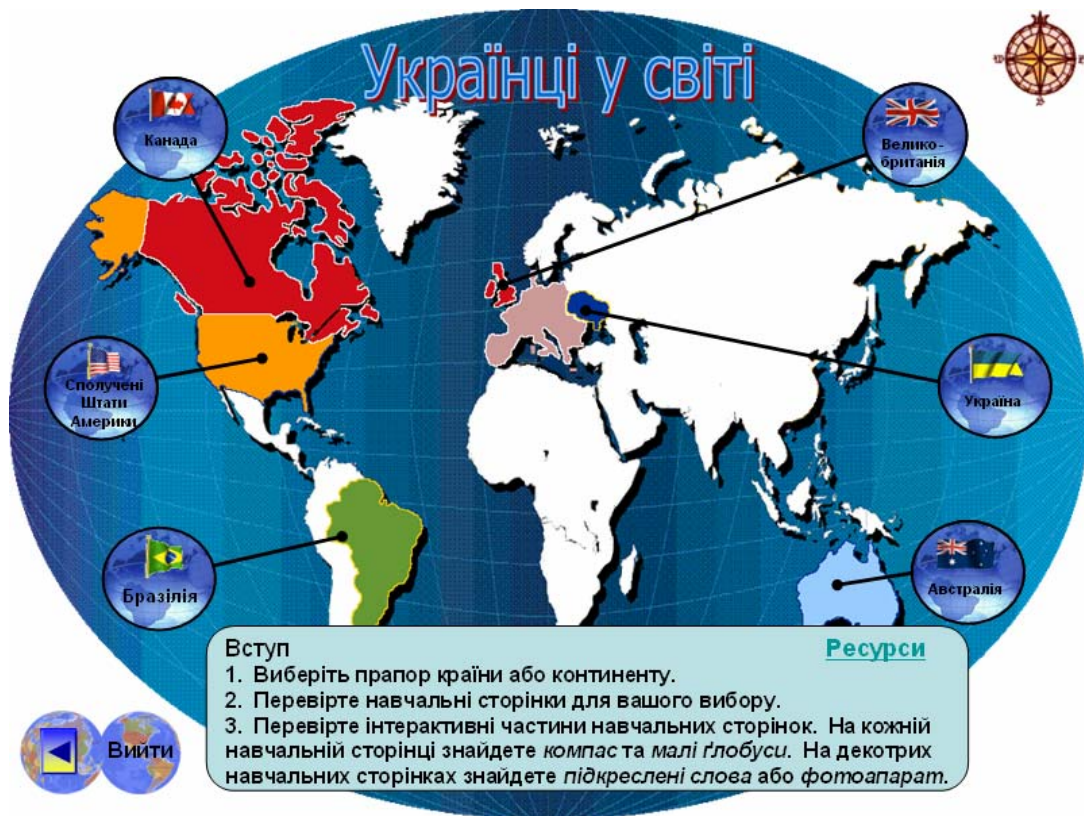 Українці у світі
Канада
Велико-
британія
Сполучені
Штати
Америки
Україна
Бразілія
Австралія
Вступ Ресурси
1. Виберіть прапор країни або континенту.
2. Перевірте навчальні сторінки для вашого вибору.
3. Перевірте інтерактивні частини навчальних сторінок. На кожній
навчальній сторінці знайдете компас та малі ґлобуси. На декотрих
навчальних сторінках знайдете підкреслені слова або фотоапарат.
Вийти